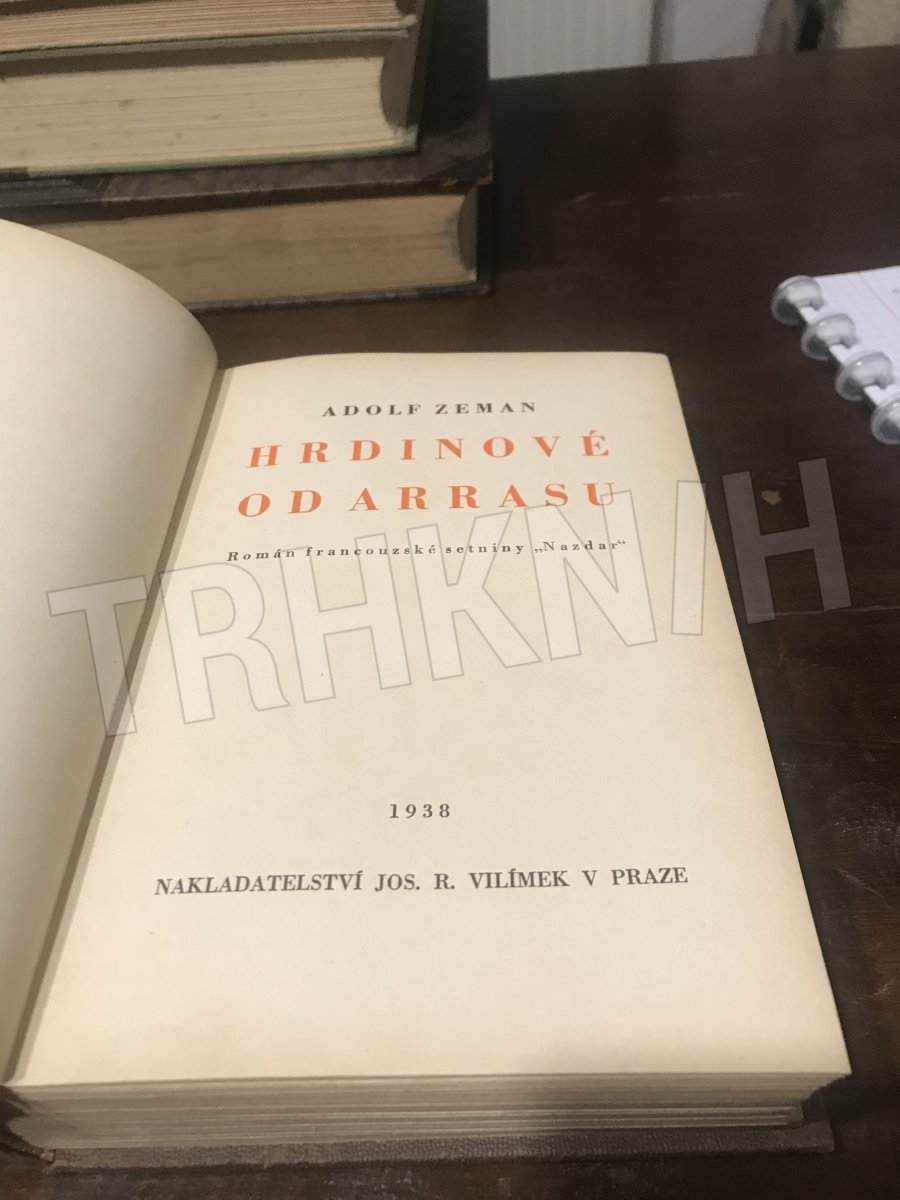 ADOLF ZEMAN
HRDINOVÉ
OD ARRASU
Román francouzské setniny „Nazdar“
TRHKNIH
1938
NAKLADATELSTVÍ JOS. R. VILÍMEK V PRAZE